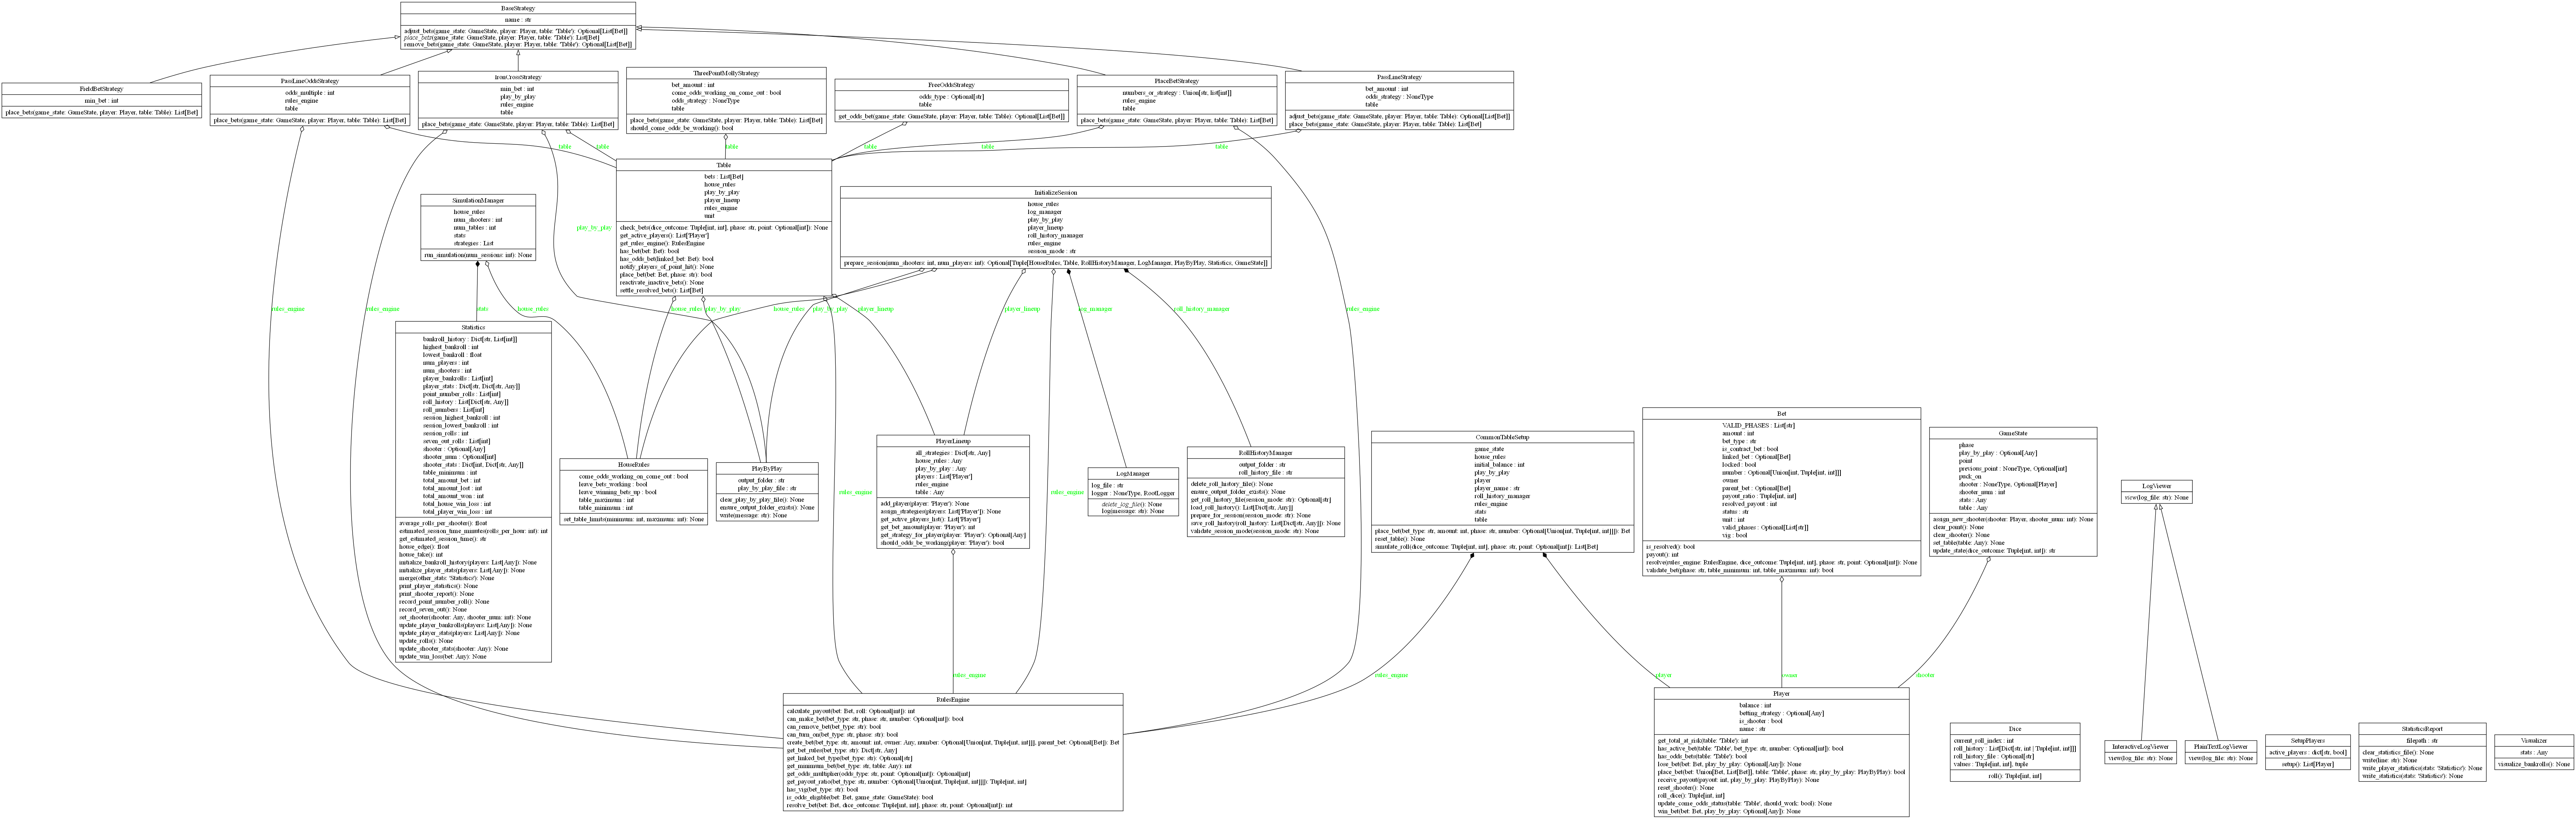 BaseStrategy
name : str
adjust_bets(game_state: GameState, player: Player, table: 'Table'): Optional[List[Bet]]
place_bets(game_state: GameState, player: Player, table: 'Table'): List[Bet]
remove_bets(game_state: GameState, player: Player, table: 'Table'): Optional[List[Bet]]
FieldBetStrategy
min_bet : int
place_bets(game_state: GameState, player: Player, table: Table): List[Bet]
PassLineOddsStrategy
odds_multiple : int
rules_engine
table
place_bets(game_state: GameState, player: Player, table: Table): List[Bet]
IronCrossStrategy
min_bet : int
play_by_play
rules_engine
table
place_bets(game_state: GameState, player: Player, table: Table): List[Bet]
ThreePointMollyStrategy
bet_amount : int
come_odds_working_on_come_out : bool
odds_strategy : NoneType
table
place_bets(game_state: GameState, player: Player, table: Table): List[Bet]
should_come_odds_be_working(): bool
FreeOddsStrategy
odds_type : Optional[str]
table
get_odds_bet(game_state: GameState, player: Player, table: Table): Optional[List[Bet]]
PlaceBetStrategy
numbers_or_strategy : Union[str, list[int]]
rules_engine
table
place_bets(game_state: GameState, player: Player, table: Table): List[Bet]
PassLineStrategy
bet_amount : int
odds_strategy : NoneType
table
adjust_bets(game_state: GameState, player: Player, table: Table): Optional[List[Bet]]
place_bets(game_state: GameState, player: Player, table: Table): List[Bet]
table
table
table
table
table
table
Table
bets : List[Bet]
house_rules
play_by_play
player_lineup
rules_engine
unit
check_bets(dice_outcome: Tuple[int, int], phase: str, point: Optional[int]): None
get_active_players(): List['Player']
get_rules_engine(): RulesEngine
has_bet(bet: Bet): bool
has_odds_bet(linked_bet: Bet): bool
notify_players_of_point_hit(): None
place_bet(bet: Bet, phase: str): bool
reactivate_inactive_bets(): None
settle_resolved_bets(): List[Bet]
play_by_play
SimulationManager
house_rules
num_shooters : int
num_tables : int
stats
strategies : List
run_simulation(num_sessions: int): None
InitializeSession
house_rules
log_manager
play_by_play
player_lineup
roll_history_manager
rules_engine
session_mode : str
prepare_session(num_shooters: int, num_players: int): Optional[Tuple[HouseRules, Table, RollHistoryManager, LogManager, PlayByPlay, Statistics, GameState]]
rules_engine
rules_engine
stats
house_rules
house_rules
play_by_play
house_rules
play_by_play
player_lineup
player_lineup
log_manager
roll_history_manager
rules_engine
Statistics
bankroll_history : Dict[str, List[int]]
highest_bankroll : int
lowest_bankroll : float
num_players : int
num_shooters : int
player_bankrolls : List[int]
player_stats : Dict[str, Dict[str, Any]]
point_number_rolls : List[int]
roll_history : List[Dict[str, Any]]
roll_numbers : List[int]
session_highest_bankroll : int
session_lowest_bankroll : int
session_rolls : int
seven_out_rolls : List[int]
shooter : Optional[Any]
shooter_num : Optional[int]
shooter_stats : Dict[int, Dict[str, Any]]
table_minimum : int
total_amount_bet : int
total_amount_lost : int
total_amount_won : int
total_house_win_loss : int
total_player_win_loss : int
average_rolls_per_shooter(): float
estimated_session_time_minutes(rolls_per_hour: int): int
get_estimated_session_time(): str
house_edge(): float
house_take(): int
initialize_bankroll_history(players: List[Any]): None
initialize_player_stats(players: List[Any]): None
merge(other_stats: 'Statistics'): None
print_player_statistics(): None
print_shooter_report(): None
record_point_number_roll(): None
record_seven_out(): None
set_shooter(shooter: Any, shooter_num: int): None
update_player_bankrolls(players: List[Any]): None
update_player_stats(players: List[Any]): None
update_rolls(): None
update_shooter_stats(shooter: Any): None
update_win_loss(bet: Any): None
HouseRules
come_odds_working_on_come_out : bool
leave_bets_working : bool
leave_winning_bets_up : bool
table_maximum : int
table_minimum : int
set_table_limits(minimum: int, maximum: int): None
PlayByPlay
output_folder : str
play_by_play_file : str
clear_play_by_play_file(): None
ensure_output_folder_exists(): None
write(message: str): None
PlayerLineup
all_strategies : Dict[str, Any]
house_rules : Any
play_by_play : Any
players : List['Player']
rules_engine
table : Any
add_player(player: 'Player'): None
assign_strategies(players: List['Player']): None
get_active_players_list(): List['Player']
get_bet_amount(player: 'Player'): int
get_strategy_for_player(player: 'Player'): Optional[Any]
should_odds_be_working(player: 'Player'): bool
LogManager
log_file : str
logger : NoneType, RootLogger
delete_log_file(): None
log(message: str): None
RollHistoryManager
output_folder : str
roll_history_file : str
delete_roll_history_file(): None
ensure_output_folder_exists(): None
get_roll_history_file(session_mode: str): Optional[str]
load_roll_history(): List[Dict[str, Any]]
prepare_for_session(session_mode: str): None
save_roll_history(roll_history: List[Dict[str, Any]]): None
validate_session_mode(session_mode: str): None
CommonTableSetup
game_state
house_rules
initial_balance : int
play_by_play
player
player_name : str
roll_history_manager
rules_engine
stats
table
place_bet(bet_type: str, amount: int, phase: str, number: Optional[Union[int, Tuple[int, int]]]): Bet
reset_table(): None
simulate_roll(dice_outcome: Tuple[int, int], phase: str, point: Optional[int]): List[Bet]
Bet
VALID_PHASES : List[str]
amount : int
bet_type : str
is_contract_bet : bool
linked_bet : Optional[Bet]
locked : bool
number : Optional[Union[int, Tuple[int, int]]]
owner
parent_bet : Optional[Bet]
payout_ratio : Tuple[int, int]
resolved_payout : int
status : str
unit : int
valid_phases : Optional[List[str]]
vig : bool
is_resolved(): bool
payout(): int
resolve(rules_engine: RulesEngine, dice_outcome: Tuple[int, int], phase: str, point: Optional[int]): None
validate_bet(phase: str, table_minimum: int, table_maximum: int): bool
GameState
phase
play_by_play : Optional[Any]
point
previous_point : NoneType, Optional[int]
puck_on
shooter : NoneType, Optional[Player]
shooter_num : int
stats : Any
table : Any
assign_new_shooter(shooter: Player, shooter_num: int): None
clear_point(): None
clear_shooter(): None
set_table(table: Any): None
update_state(dice_outcome: Tuple[int, int]): str
LogViewer
view(log_file: str): None
rules_engine
rules_engine
rules_engine
rules_engine
player
owner
shooter
RulesEngine
calculate_payout(bet: Bet, roll: Optional[int]): int
can_make_bet(bet_type: str, phase: str, number: Optional[int]): bool
can_remove_bet(bet_type: str): bool
can_turn_on(bet_type: str, phase: str): bool
create_bet(bet_type: str, amount: int, owner: Any, number: Optional[Union[int, Tuple[int, int]]], parent_bet: Optional[Bet]): Bet
get_bet_rules(bet_type: str): Dict[str, Any]
get_linked_bet_type(bet_type: str): Optional[str]
get_minimum_bet(bet_type: str, table: Any): int
get_odds_multiplier(odds_type: str, point: Optional[int]): Optional[int]
get_payout_ratio(bet_type: str, number: Optional[Union[int, Tuple[int, int]]]): Tuple[int, int]
has_vig(bet_type: str): bool
is_odds_eligible(bet: Bet, game_state: GameState): bool
resolve_bet(bet: Bet, dice_outcome: Tuple[int, int], phase: str, point: Optional[int]): int
Player
balance : int
betting_strategy : Optional[Any]
is_shooter : bool
name : str
get_total_at_risk(table: 'Table'): int
has_active_bet(table: 'Table', bet_type: str, number: Optional[int]): bool
has_odds_bets(table: 'Table'): bool
lose_bet(bet: Bet, play_by_play: Optional[Any]): None
place_bet(bet: Union[Bet, List[Bet]], table: 'Table', phase: str, play_by_play: PlayByPlay): bool
receive_payout(payout: int, play_by_play: PlayByPlay): None
reset_shooter(): None
roll_dice(): Tuple[int, int]
update_come_odds_status(table: 'Table', should_work: bool): None
win_bet(bet: Bet, play_by_play: Optional[Any]): None
Dice
current_roll_index : int
roll_history : List[Dict[str, int | Tuple[int, int]]]
roll_history_file : Optional[str]
values : Tuple[int, int], tuple
roll(): Tuple[int, int]
InteractiveLogViewer
view(log_file: str): None
PlainTextLogViewer
view(log_file: str): None
SetupPlayers
active_players : dict[str, bool]
setup(): List[Player]
StatisticsReport
filepath : str
clear_statistics_file(): None
write(line: str): None
write_player_statistics(stats: 'Statistics'): None
write_statistics(stats: 'Statistics'): None
Visualizer
stats : Any
visualize_bankrolls(): None